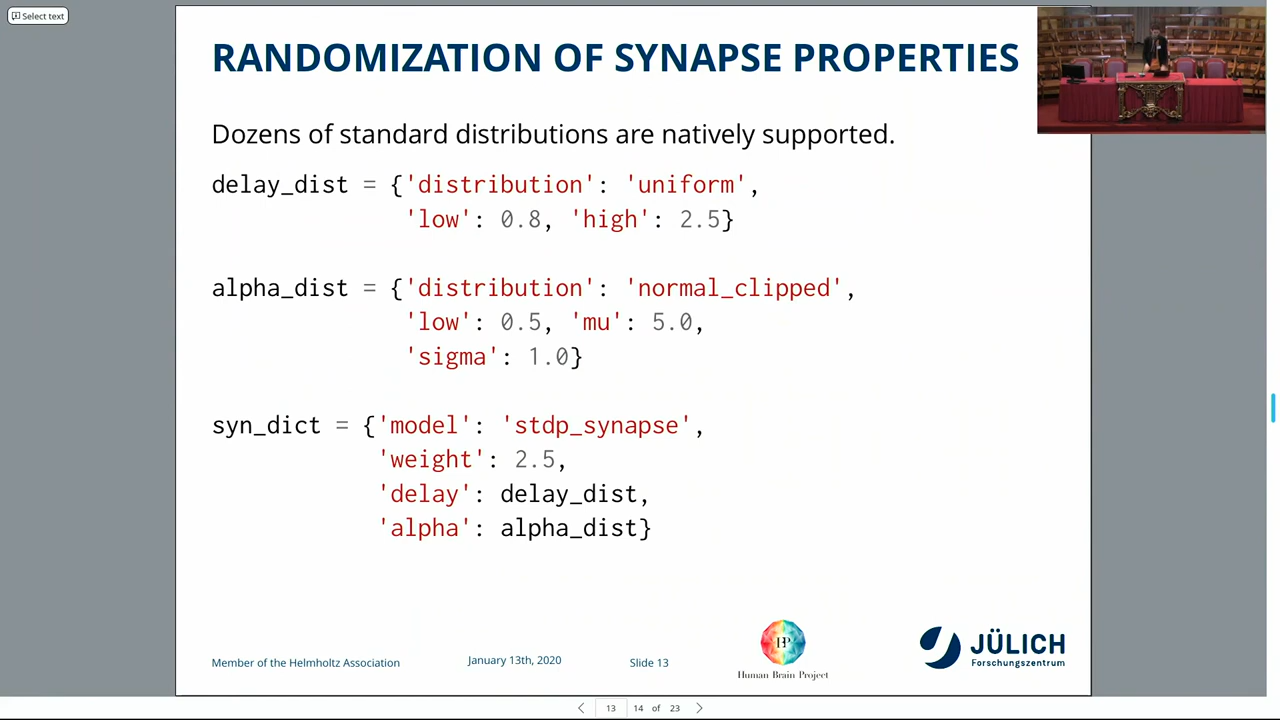 Select text
RANDOMIZATION OF SYNAPSE PROPERTIES
Dozens of standard distributions are natively supported.
delay_dist = {'distribution': 'uniform',
'low': 0.8, 'high': 2.5}
alpha_dist = {'distribution': 'normal_clipped',
'low': 0.5, 'mu': 5.0,
'sigma': 1.0}
syn_dict = {'model': 'stdp_synapse',
'weight': 2.5,
'delay': delay_dist,
'alpha': alpha_dist}
Member of the Helmholtz Association
January 13th, 2020
Slide 13
HP
Human Brain Project
JÜLICH
Forschungszentrum
13 14 of 23